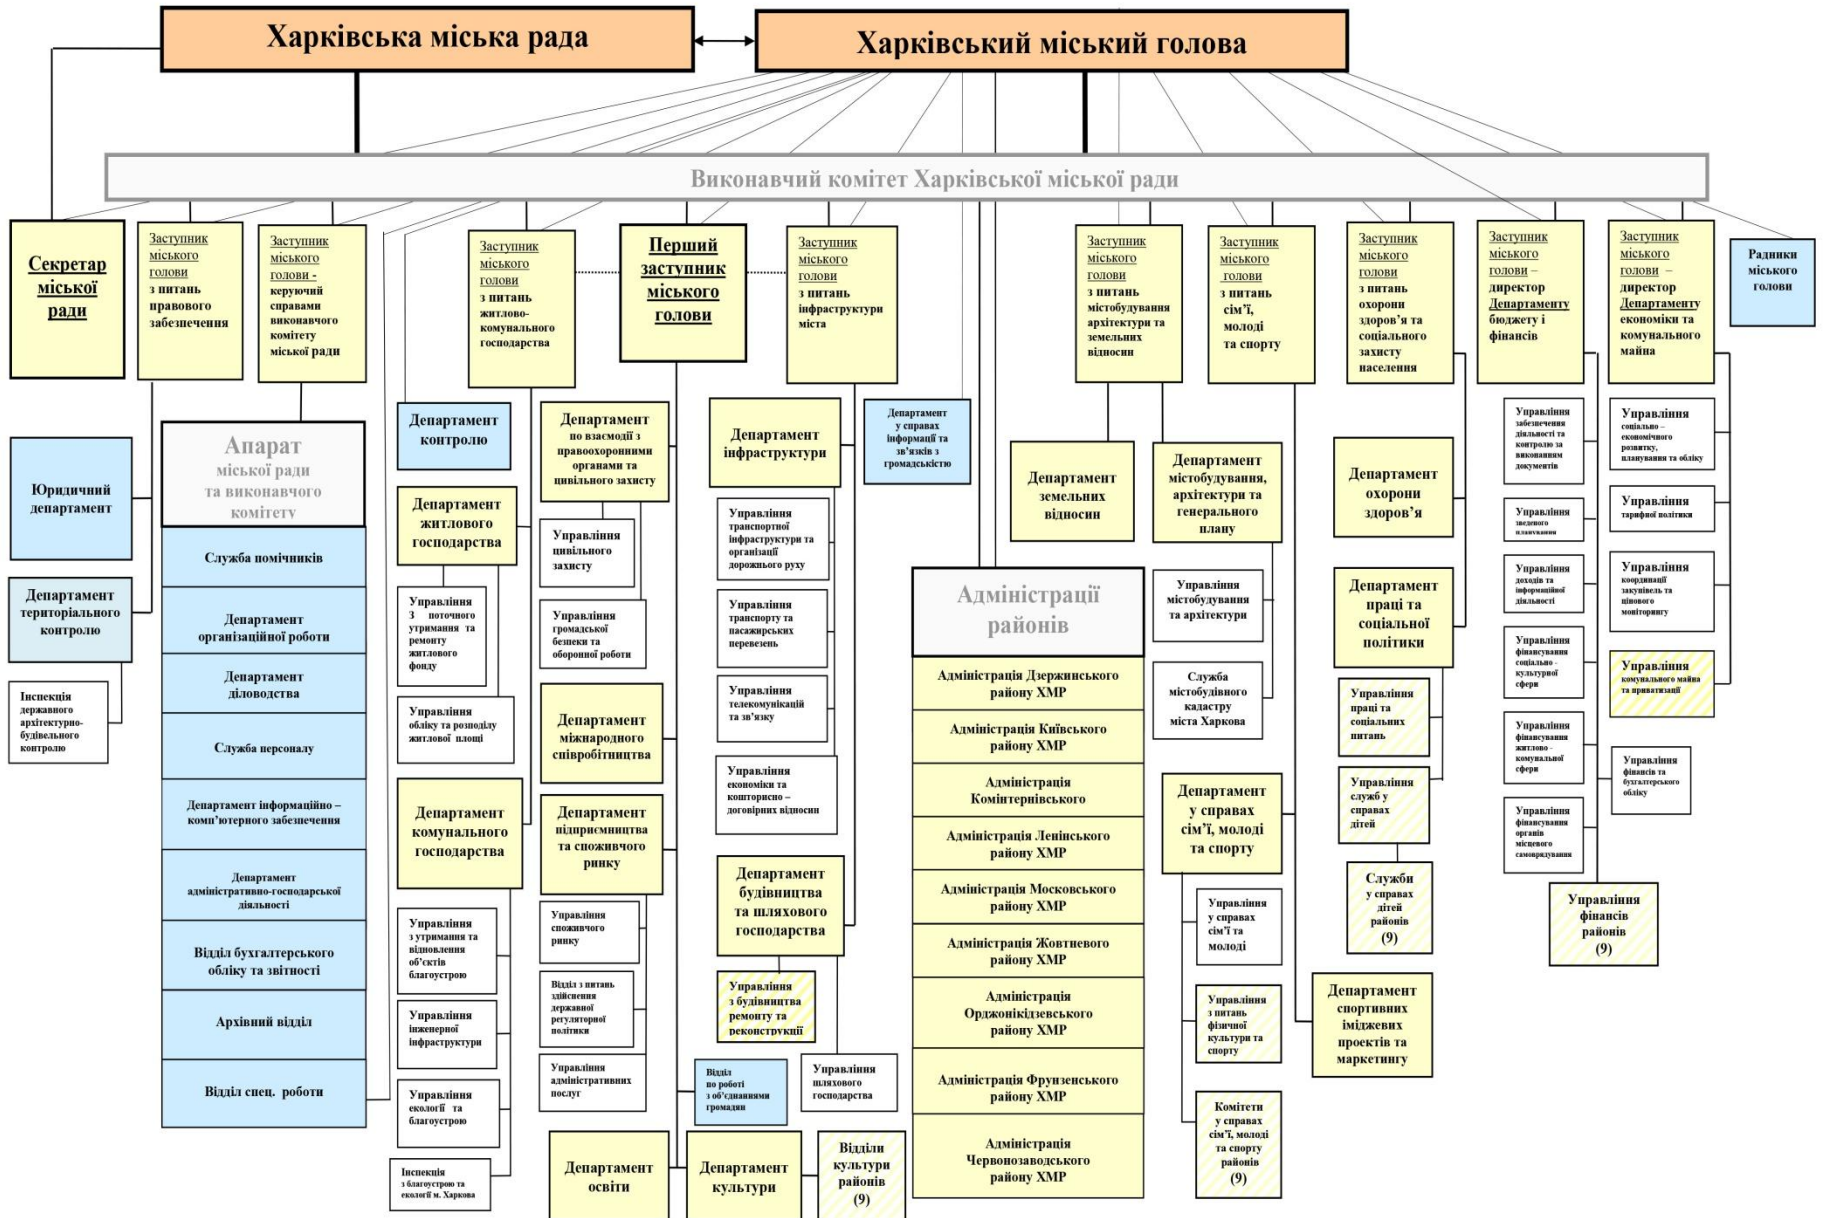 Харківська міська рада
Харківський міський голова
Виконавчий комітет Харківської міської ради
Секретар
міської
ради
Заступник
міського
голови
з питань
правового
забезпечення
Заступник
міського
голови -
керуючий
справами
виконавчого
комітету
міської ради
Заступник
міського
голови
з питань
житлово-
комунального
господарства
Перший
заступник
міського
голови
Заступник
міського
голови
з питань
інфраструктури
міста
Заступник
міського
голови
з питань
містобудування
архітектури та
земельних
відносин
Заступник
міського
голови
з питань
сім’ї,
молоді
та спорту
Заступник
міського
голови
з питань
охорони
здоров’я та
соціального
захисту
населення
Заступник
міського
голови –
директор
Департаменту
бюджету і
фінансів
Заступник
міського
голови –
директор
Департаменту
економіки та
комунального
майна
Радники
міського
голови
Юридичний
департамент
Департамент
територіального
контролю
Інспекція
державного
архітектурно-
будівельного
контролю
Апарат
міської ради
та виконавчого
комітету
Служба помічників
Департамент
організаційної роботи
Департамент
діловодства
Служба персоналу
Департамент інформаційно –
комп’ютерного забезпечення
Департамент
адміністративно-господарської
діяльності
Відділ бухгалтерського
обліку та звітності
Архівний відділ
Відділ спец. роботи
Департамент
контролю
Департамент
житлового
господарства
Управління
З поточного
утримання та
ремонту
житлового
фонду
Управління
обліку та розподілу
житлової площі
Департамент
комунального
господарства
Управління
з утримання та
відновлення
об’єктів
благоустрою
Управління
інженерної
інфраструктури
Управління
екології та
благоустрою
Інспекція
з благоустрою та
екології м. Харкова
Департамент
по взаємодії з
правоохоронними
органами та
цивільного захисту
Управління
цивільного
захисту
Управління
громадської
безпеки та
оборонної роботи
Департамент
міжнародного
співробітництва
Департамент
підприємництва
та споживчого
ринку
Управління
споживчого
ринку
Відділ з питань
здійснення
державної
регуляторної
політики
Управління
адміністративних
послуг
Департамент
освіти
Департамент
культури
Відділи
культури
районів
(9)
Відділ
по роботі
з об’єднаннями
громадян
Департамент
інфраструктури
Управління
транспортної
інфраструктури та
організації
дорожнього руху
Управління
транспорту та
пасажирських
перевезень
Управління
телекомунікацій
та зв’язку
Управління
економіки та
кошторисно –
договірних відносин
Департамент
будівництва
та шляхового
господарства
Управління
з будівництва
ремонту та
реконструкції
Управління
шляхового
господарства
Департамент
у справах
інформації та
зв’язків з
громадськістю
Адміністрації
районів
Адміністрація Дзержинського
району ХМР
Адміністрація Київського
району ХМР
Адміністрація
Комінтернівського
Адміністрація Ленінського
району ХМР
Адміністрація Московського
району ХМР
Адміністрація Жовтневого
району ХМР
Адміністрація
Орджонікідзевського
району ХМР
Адміністрація Фрунзенського
району ХМР
Адміністрація
Червонозаводського
району ХМР
Департамент
земельних
відносин
Департамент
містобудування,
архітектури та
генерального
плану
Управління
містобудування
та архітектури
Служба
містобудівного
кадастру
міста Харкова
Департамент
у справах
сім’ї, молоді
та спорту
Управління
у справах
сім’ї та
молоді
Управління
з питань
фізичної
культури та
спорту
Комітети
у справах
сім’ї, молоді
та спорту
районів
(9)
Департамент
спортивних
іміджевих
проектів та
маркетингу
Департамент
охорони
здоров’я
Департамент
праці та
соціальної
політики
Управління
праці та
соціальних
питань
Управління
служб у
справах
дітей
Служби
у справах
дітей
районів
(9)
Управління
забезпечення
діяльності та
контролю за
виконанням
документів
Управління
зведеного
планування
Управління
доходів та
інформаційної
діяльності
Управління
фінансування
соціально -
культурної
сфери
Управління
фінансування
житлово -
комунальної
сфери
Управління
фінансування
органів
місцевого
самоврядування
Управління
фінансів
районів
(9)
Управління
соціально –
економічного
розвитку,
планування та обліку
Управління
тарифної політики
Управління
координації
закупівель та
цінового
моніторингу
Управління
комунального майна
та приватизації
Управління
фінансів та
бухгалтерського
обліку